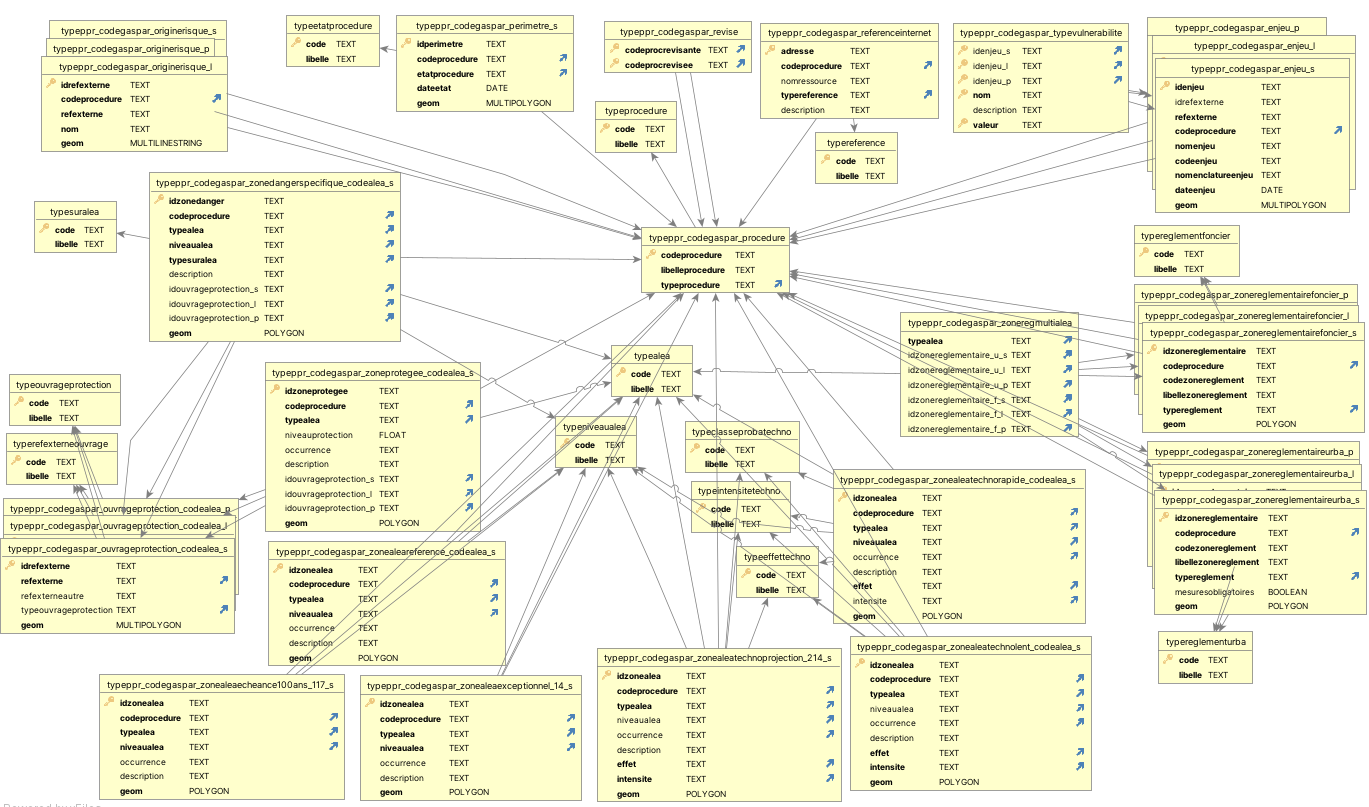 typeppr_codegaspar_originerisque_s
typeppr_codegaspar_originerisque_p
typeppr_codegaspar_originerisque_l
idrefexterne TEXT
codeprocedure TEXT
refexterne TEXT
nom TEXT
geom MULTILINESTRING
typeetatprocedure
code TEXT
libelle TEXT
typeppr_codegaspar_perimetre_s
idperimetre TEXT
codeprocedure TEXT
etatprocedure TEXT
dateetat DATE
geom MULTIPOLYGON
typeppr_codegaspar_revise
codeprocrevisante TEXT
codeprocrevisee TEXT
typeppr_codegaspar_referenceinternet
adresse TEXT
codeprocedure TEXT
nomressource TEXT
typereference TEXT
description TEXT
typeppr_codegaspar_typevulnerabilite
idenjeu_s TEXT
idenjeu_l TEXT
idenjeu_p TEXT
nom TEXT
description TEXT
valeur TEXT
typeppr_codegaspar_enjeu_p
typeppr_codegaspar_enjeu_l
typeppr_codegaspar_enjeu_s
idenjeu TEXT
idrefexterne TEXT
refexterne TEXT
codeprocedure TEXT
nomenjeu TEXT
codeenjeu TEXT
nomenclatureenjeu TEXT
dateenjeu DATE
geom MULTIPOLYGON
typeprocedure
code TEXT
libelle TEXT
typereference
code TEXT
libelle TEXT
typesuralea
code TEXT
libelle TEXT
typeppr_codegaspar_zonedangerspecifique_codealea_s
idzonedanger TEXT
codeprocedure TEXT
typealea TEXT
niveaualea TEXT
typesuralea TEXT
description TEXT
idouvrageprotection_s TEXT
idouvrageprotection_l TEXT
idouvrageprotection_p TEXT
geom POLYGON
typeppr_codegaspar_procedure
codeprocedure TEXT
libelleprocedure TEXT
typeprocedure TEXT
typereglementfoncier
code TEXT
libelle TEXT
typeppr_codegaspar_zonereglementairefoncier_p
typeppr_codegaspar_zonereglementairefoncier_l
typeppr_codegaspar_zonereglementairefoncier_s
idzonereglementaire TEXT
codeprocedure TEXT
codezonereglement TEXT
libellezonereglement TEXT
typereglement TEXT
geom POLYGON
typeppr_codegaspar_zoneregmultialea
typealea TEXT
idzonereglementaire_u_s TEXT
idzonereglementaire_u_l TEXT
idzonereglementaire_u_p TEXT
idzonereglementaire_f_s TEXT
idzonereglementaire_f_l TEXT
idzonereglementaire_f_p TEXT
typealea
code TEXT
libelle TEXT
typeouvrageprotection
code TEXT
libelle TEXT
typerefexterneouvrage
code TEXT
libelle TEXT
typeppr_codegaspar_zoneprotegee_codealea_s
idzoneprotegee TEXT
codeprocedure TEXT
typealea TEXT
niveauprotection FLOAT
occurrence TEXT
description TEXT
idouvrageprotection_s TEXT
idouvrageprotection_l TEXT
idouvrageprotection_p TEXT
geom POLYGON
typeniveaualea
code TEXT
libelle TEXT
typeclasseprobatechno
code TEXT
libelle TEXT
typeintensitetechno
code TEXT
libelle TEXT
typeeffettechno
code TEXT
libelle TEXT
typeppr_codegaspar_zonealeatechnorapide_codealea_s
idzonealea TEXT
codeprocedure TEXT
typealea TEXT
niveaualea TEXT
occurrence TEXT
description TEXT
effet TEXT
intensite TEXT
geom POLYGON
typeppr_codegaspar_zonereglementaireurba_p
typeppr_codegaspar_zonereglementaireurba_l
typeppr_codegaspar_zonereglementaireurba_s
idzonereglementaire TEXT
codeprocedure TEXT
codezonereglement TEXT
libellezonereglement TEXT
typereglement TEXT
mesuresobligatoires BOOLEAN
geom POLYGON
typereglementurba
code TEXT
libelle TEXT
typeppr_codegaspar_ouvrageprotection_codealea_p
typeppr_codegaspar_ouvrageprotection_codealea_l
typeppr_codegaspar_ouvrageprotection_codealea_s
idrefexterne TEXT
refexterne TEXT
refexterneautre TEXT
typeouvrageprotection TEXT
geom MULTIPOLYGON
typeppr_codegaspar_zonealeareference_codealea_s
idzonealea TEXT
codeprocedure TEXT
typealea TEXT
niveaualea TEXT
occurrence TEXT
description TEXT
geom POLYGON
typeppr_codegaspar_zonealeaecheance100ans_117_s
idzonealea TEXT
codeprocedure TEXT
typealea TEXT
niveaualea TEXT
occurrence TEXT
description TEXT
geom POLYGON
typeppr_codegaspar_zonealeaexceptionnel_14_s
idzonealea TEXT
codeprocedure TEXT
typealea TEXT
niveaualea TEXT
occurrence TEXT
description TEXT
geom POLYGON
typeppr_codegaspar_zonealeatechnoprojection_214_s
idzonealea TEXT
codeprocedure TEXT
typealea TEXT
niveaualea TEXT
occurrence TEXT
description TEXT
effet TEXT
intensite TEXT
geom POLYGON
typeppr_codegaspar_zonealeatechnolent_codealea_s
idzonealea TEXT
codeprocedure TEXT
typealea TEXT
niveaualea TEXT
occurrence TEXT
description TEXT
effet TEXT
intensite TEXT
geom POLYGON
Powered by yFiles